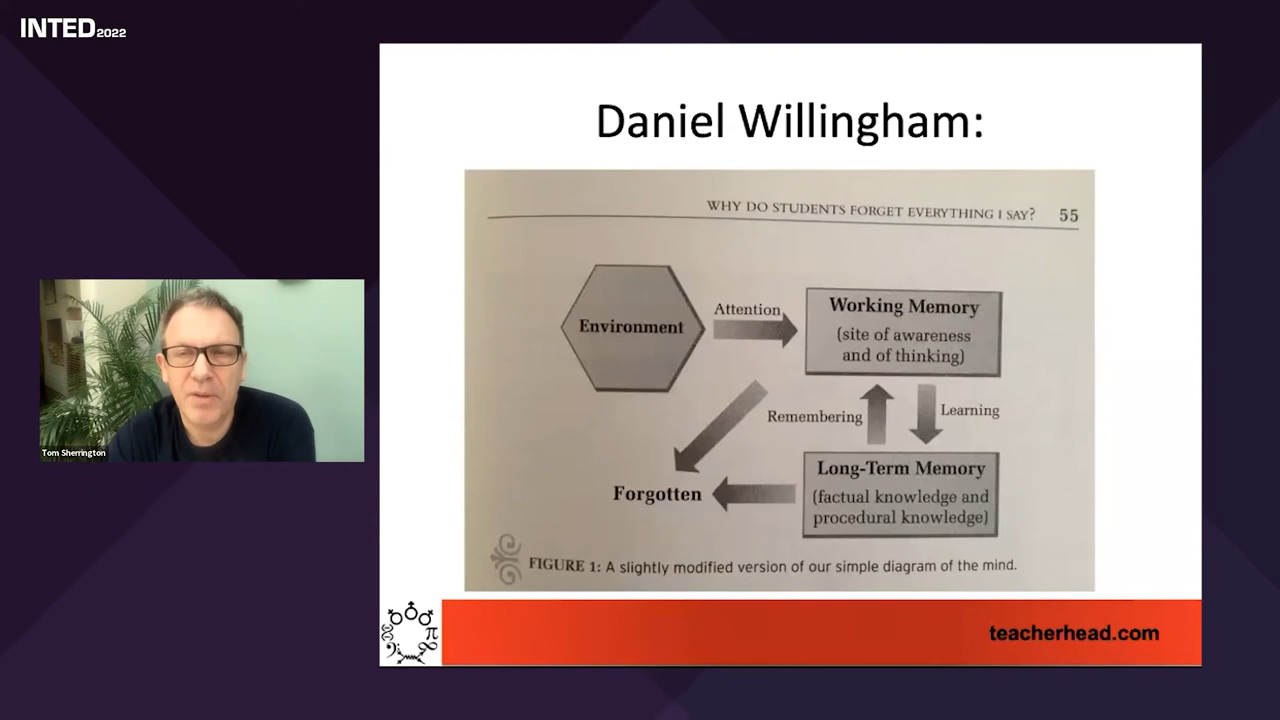 INTED2022
Daniel Willingham:
WHY DO STUDENTS FORGET EVERYTHING I SAY? 55
Environment
Attention
Working Memory
(site of awareness
and of thinking)
Remembering
Learning
Long-Term Memory
(factual knowledge and
procedural knowledge)
Forgotten
FIGURE 1: A slightly modified version of our simple diagram of the mind.
Tom Sherrington
π
teacherhead.com